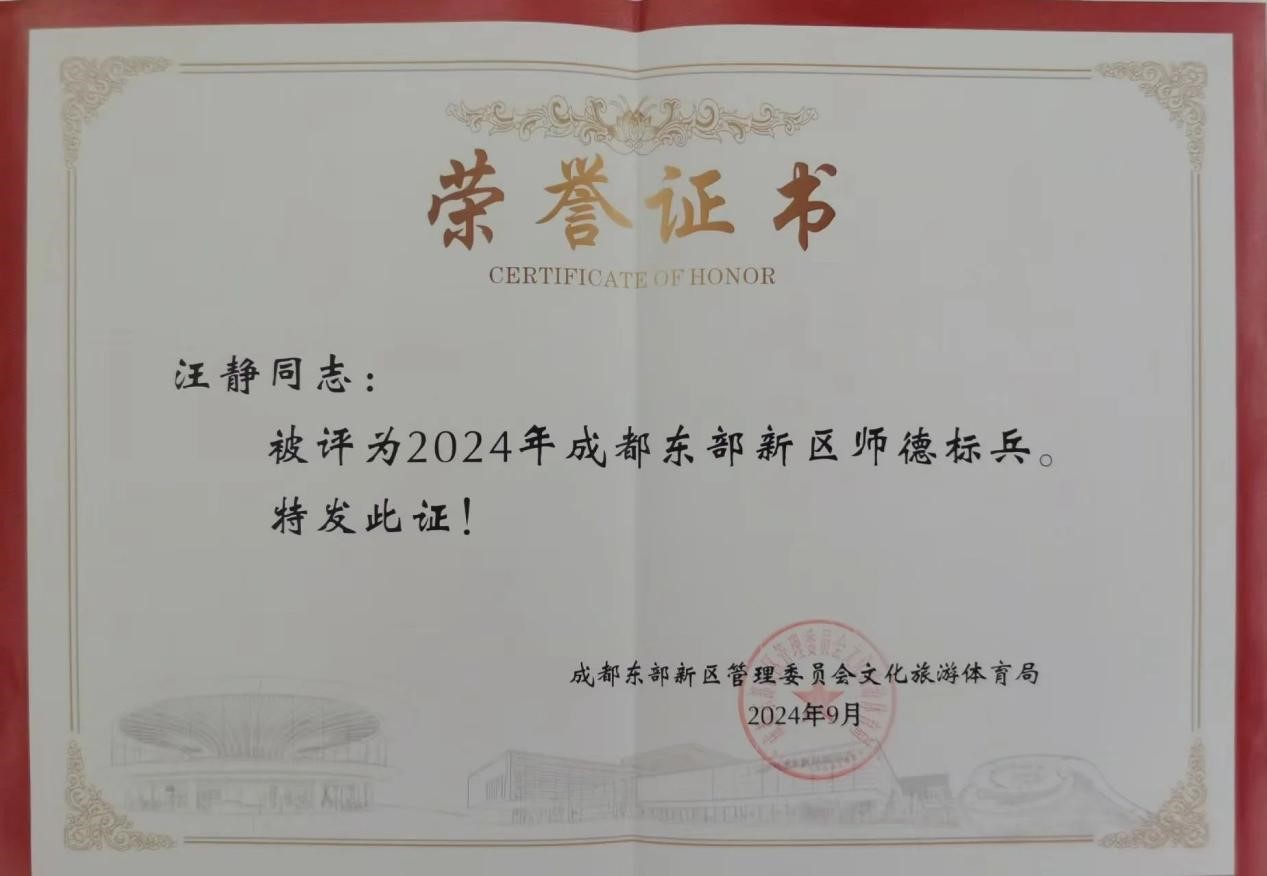 荣誉证书
CERTIFICATE OF HONOR
汪静同志：
被评为2024年成都东部新区师德标兵。
特发此证！
成都东部新区管理委员会文化旅游体育局
2024年9月